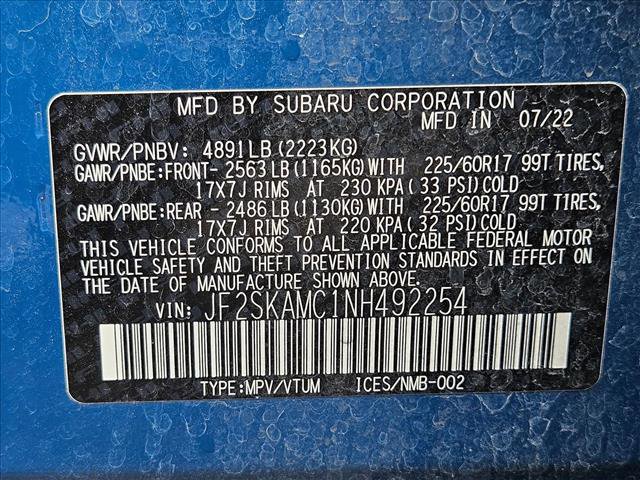 MFD BY SUBARU CORPORATION
MFD IN 07/22
GVWR/PNBV: 4891LB(2223KG)
GAWR/PNBE:FRONT-2563LB(1165KG)WITH 225/60R17 99T TIRES,
17X7J RIMS AT 230 KPA(33 PSI)COLD
GAWR/PNBE:REAR -2486LB(1130KG)WITH 225/60R17 99T TIRES,
17X7J RIMS AT 220 KPA(32 PSI)COLD
THIS VEHICLE CONFORMS TO ALL APPLICABLE FEDERAL MOTOR
VEHICLE SAFETY AND THEFT PREVENTION STANDARDS IN EFFECT ON
THE DATE OF MANUFACTURE SHOWN ABOVE.
VIN: JF2SKAMC1NH492254
TYPE:MPV/VTUM ICES/NMB-002